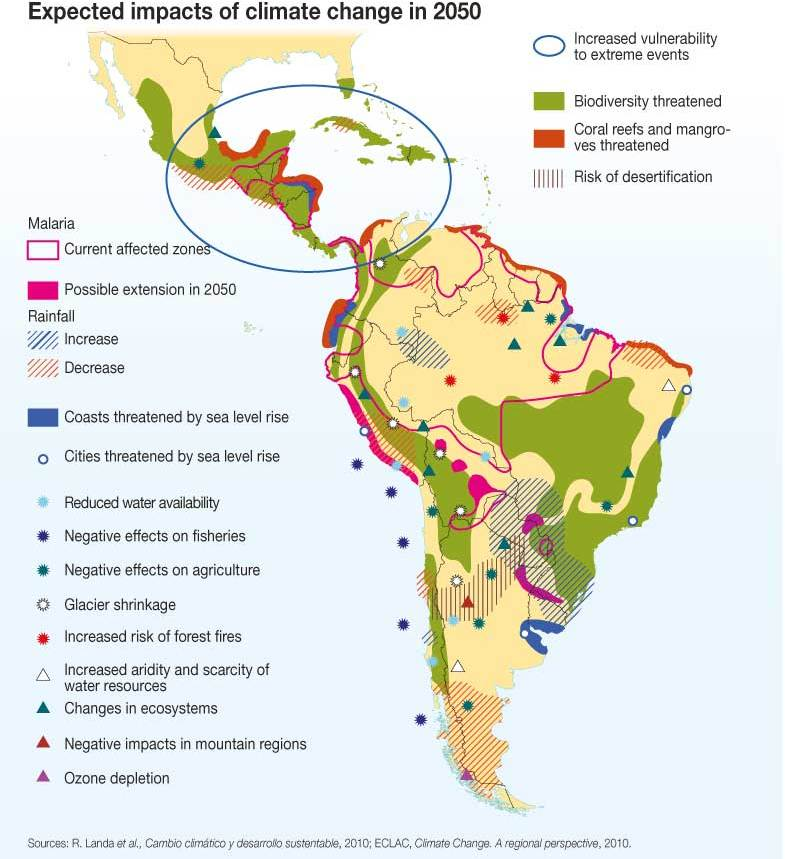 Expected impacts of climate change in 2050
Increased vulnerability
to extreme events
Biodiversity threatened
Coral reefs and mangro-
ves threatened
Risk of desertification
Malaria
Current affected zones
Possible extension in 2050
Rainfall
Increase
Decrease
Coasts threatened by sea level rise
Cities threatened by sea level rise
Reduced water availability
Negative effects on fisheries
Negative effects on agriculture
Glacier shrinkage
Increased risk of forest fires
Increased aridity and scarcity of
water resources
Changes in ecosystems
Negative impacts in mountain regions
Ozone depletion
Sources: R. Landa et al., Cambio climático y desarrollo sustentable, 2010; ECLAC, Climate Change. A regional perspective, 2010.